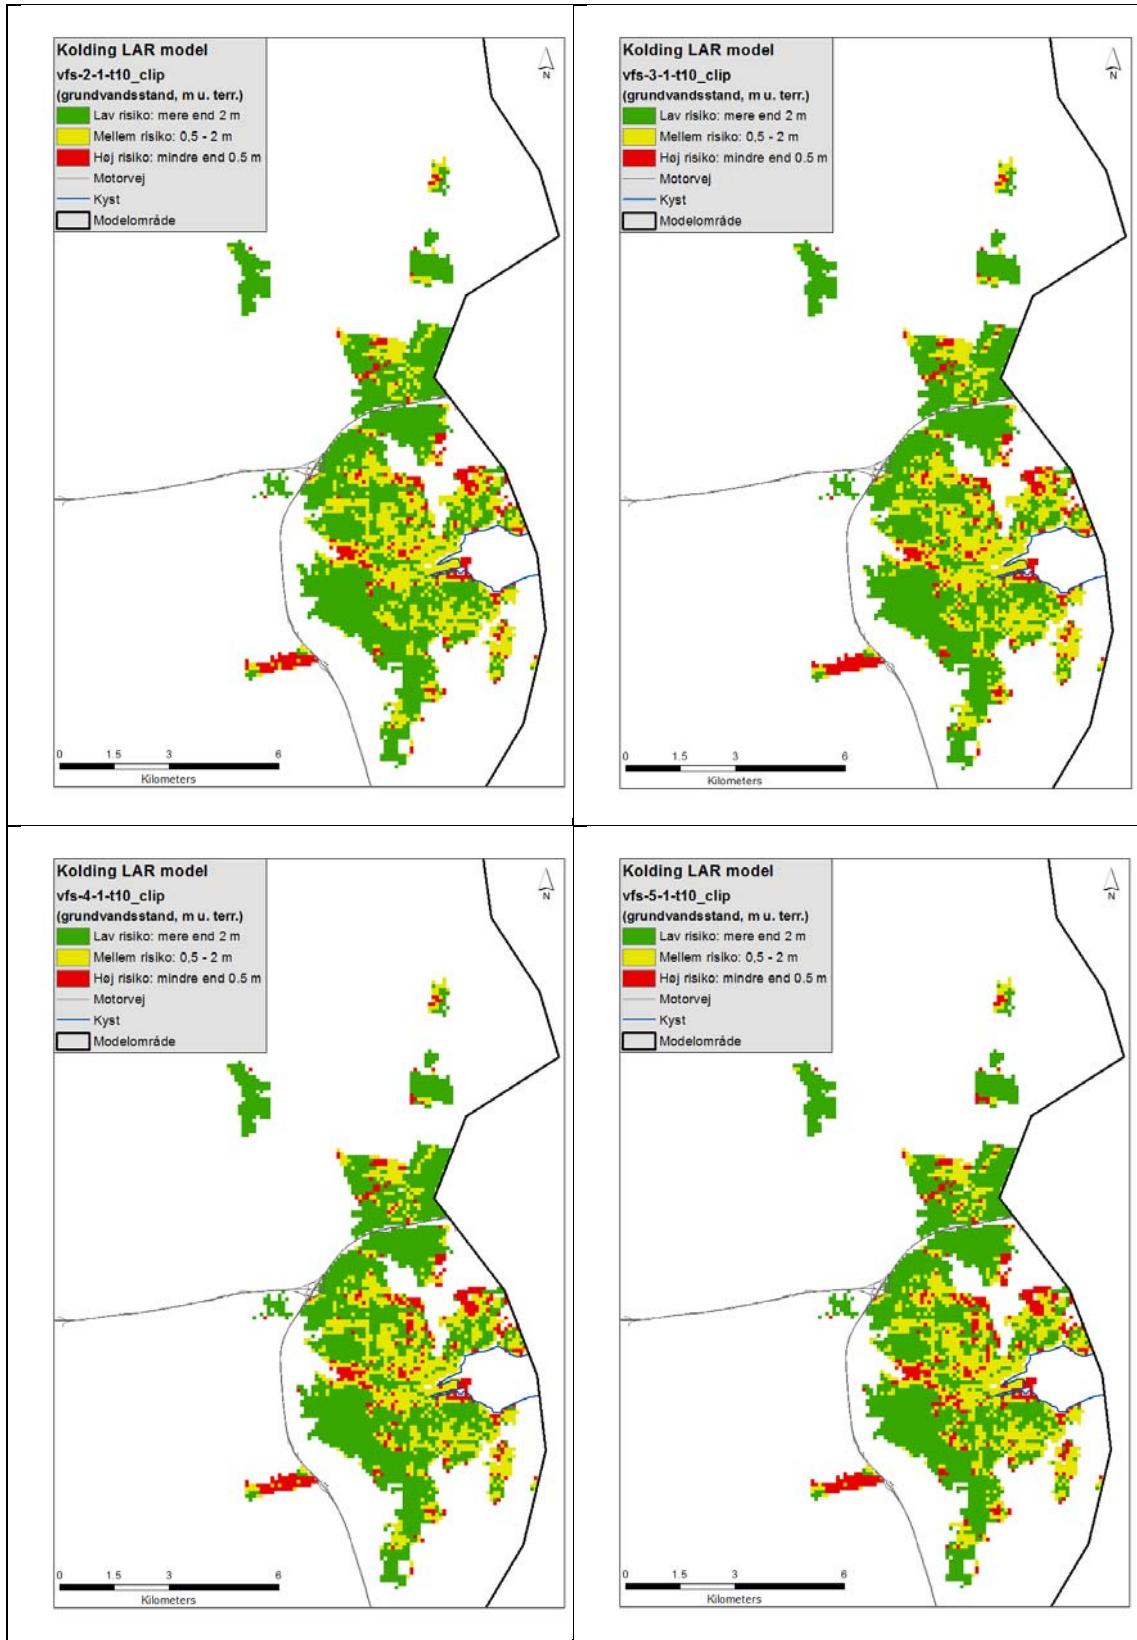 Kolding LAR model
vfs-2-1-t10_clip
(grundvandsstand, m u. terr.)
Lav risiko: mere end 2 m
Mellem risiko: 0,5 - 2 m
Høj risiko: mindre end 0.5 m
Motorvej
Kyst
Modelområde
N
0 1.5 3 6
Kilometers
Kolding LAR model
vfs-3-1-t10_clip
(grundvandsstand, m u. terr.)
Lav risiko: mere end 2 m
Mellem risiko: 0,5 - 2 m
Høj risiko: mindre end 0.5 m
Motorvej
Kyst
Modelområde
N
0 1.5 3 6
Kilometers
Kolding LAR model
vfs-4-1-t10_clip
(grundvandsstand, m u. terr.)
Lav risiko: mere end 2 m
Mellem risiko: 0,5 - 2 m
Høj risiko: mindre end 0.5 m
Motorvej
Kyst
Modelområde
N
0 1.5 3 6
Kilometers
Kolding LAR model
vfs-5-1-t10_clip
(grundvandsstand, m u. terr.)
Lav risiko: mere end 2 m
Mellem risiko: 0,5 - 2 m
Høj risiko: mindre end 0.5 m
Motorvej
Kyst
Modelområde
N
0 1.5 3 6
Kilometers